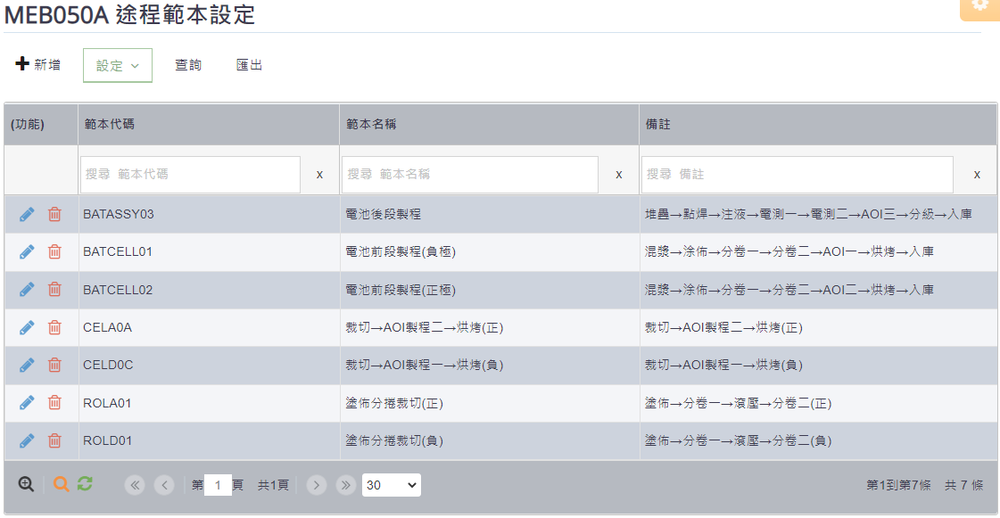 MEB050A 途程範本設定
新增 設定 查詢 匯出
(功能) 範本代碼 範本名稱 備註
搜尋 範本代碼 x 搜尋 範本名稱 x 搜尋 備註 x
BATASSY03 電池後段製程 堆疊→點焊→注液→電測一→電測二→AOI三→分級→入庫
BATCELL01 電池前段製程(負極) 混漿→涂佈→分卷一→分卷二→AOI一→烘烤→入庫
BATCELL02 電池前段製程(正極) 混漿→涂佈→分卷一→分卷二→AOI二→烘烤→入庫
CELA0A 裁切→AOI製程二→烘烤(正) 裁切→AOI製程二→烘烤(正)
CELD0C 裁切→AOI製程一→烘烤(負) 裁切→AOI製程一→烘烤(負)
ROLA01 塗佈分捲裁切(正) 塗佈→分卷一→滾壓→分卷二(正)
ROLD01 塗佈分捲裁切(負) 塗佈→分卷一→滾壓→分卷二(負)
第 1 頁 共1頁 30 第1到第7條 共 7 條